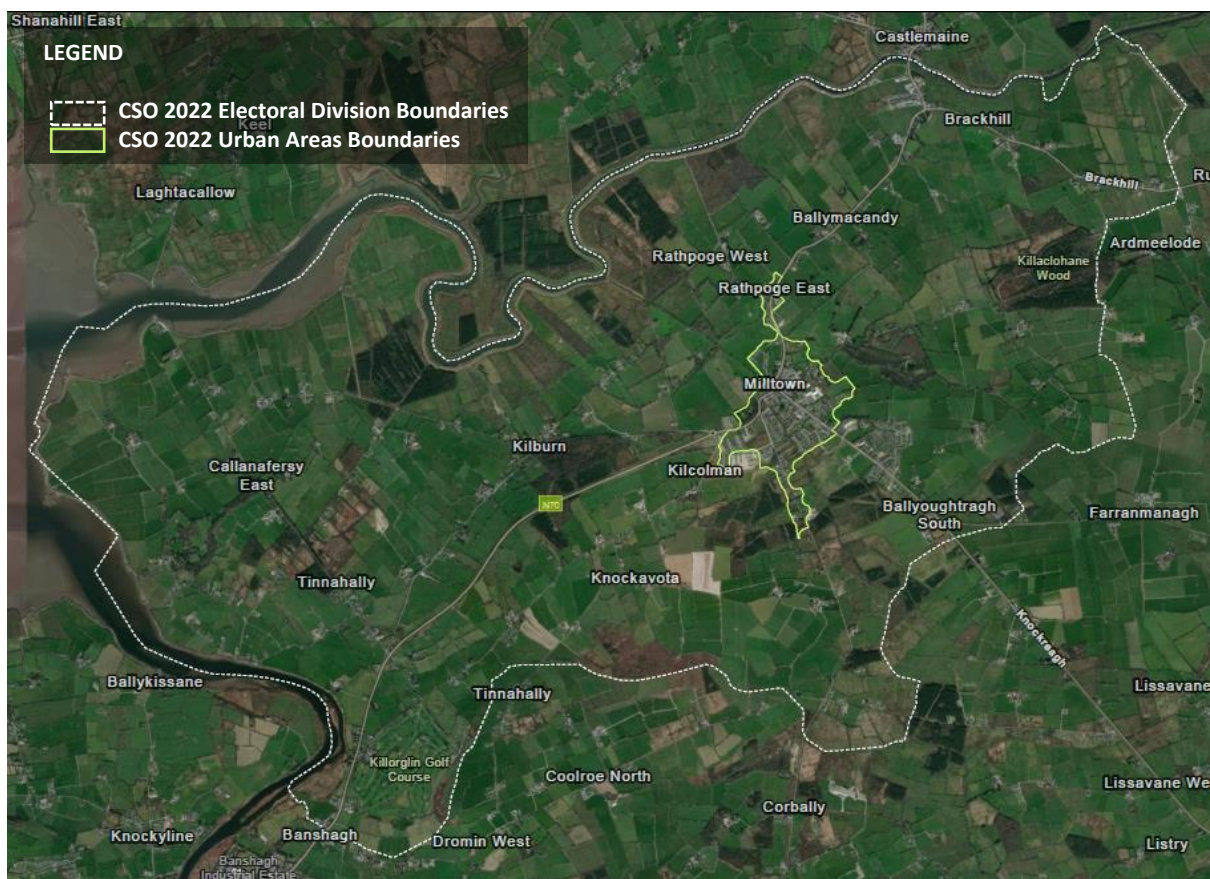 Shanahill East
Castlemaine
LEGEND
CSO 2022 Electoral Division Boundaries
Keel
CSO 2022 Urban Areas Boundaries
Brackhill
Brackhill
Laghtacallow
Ballymacandy
Ardmeelode
Rathpoge West
Killaclohane
Wood
Rathpoge East
Milltown
Kilburn
Callanafersy
East
Kilcolman
N70
Ballyoughtragh
South
Farranmanagh
Tinnahally
Knockavota
Knockreagh
Ballykissane
Tinnahally
Lissavane
Killorglin Golf
Course
Coolroe North
Lissavane We
Corbally
Knockyline
Banshagh
Dromin West
Listry
Banshagh
Industrial Estate